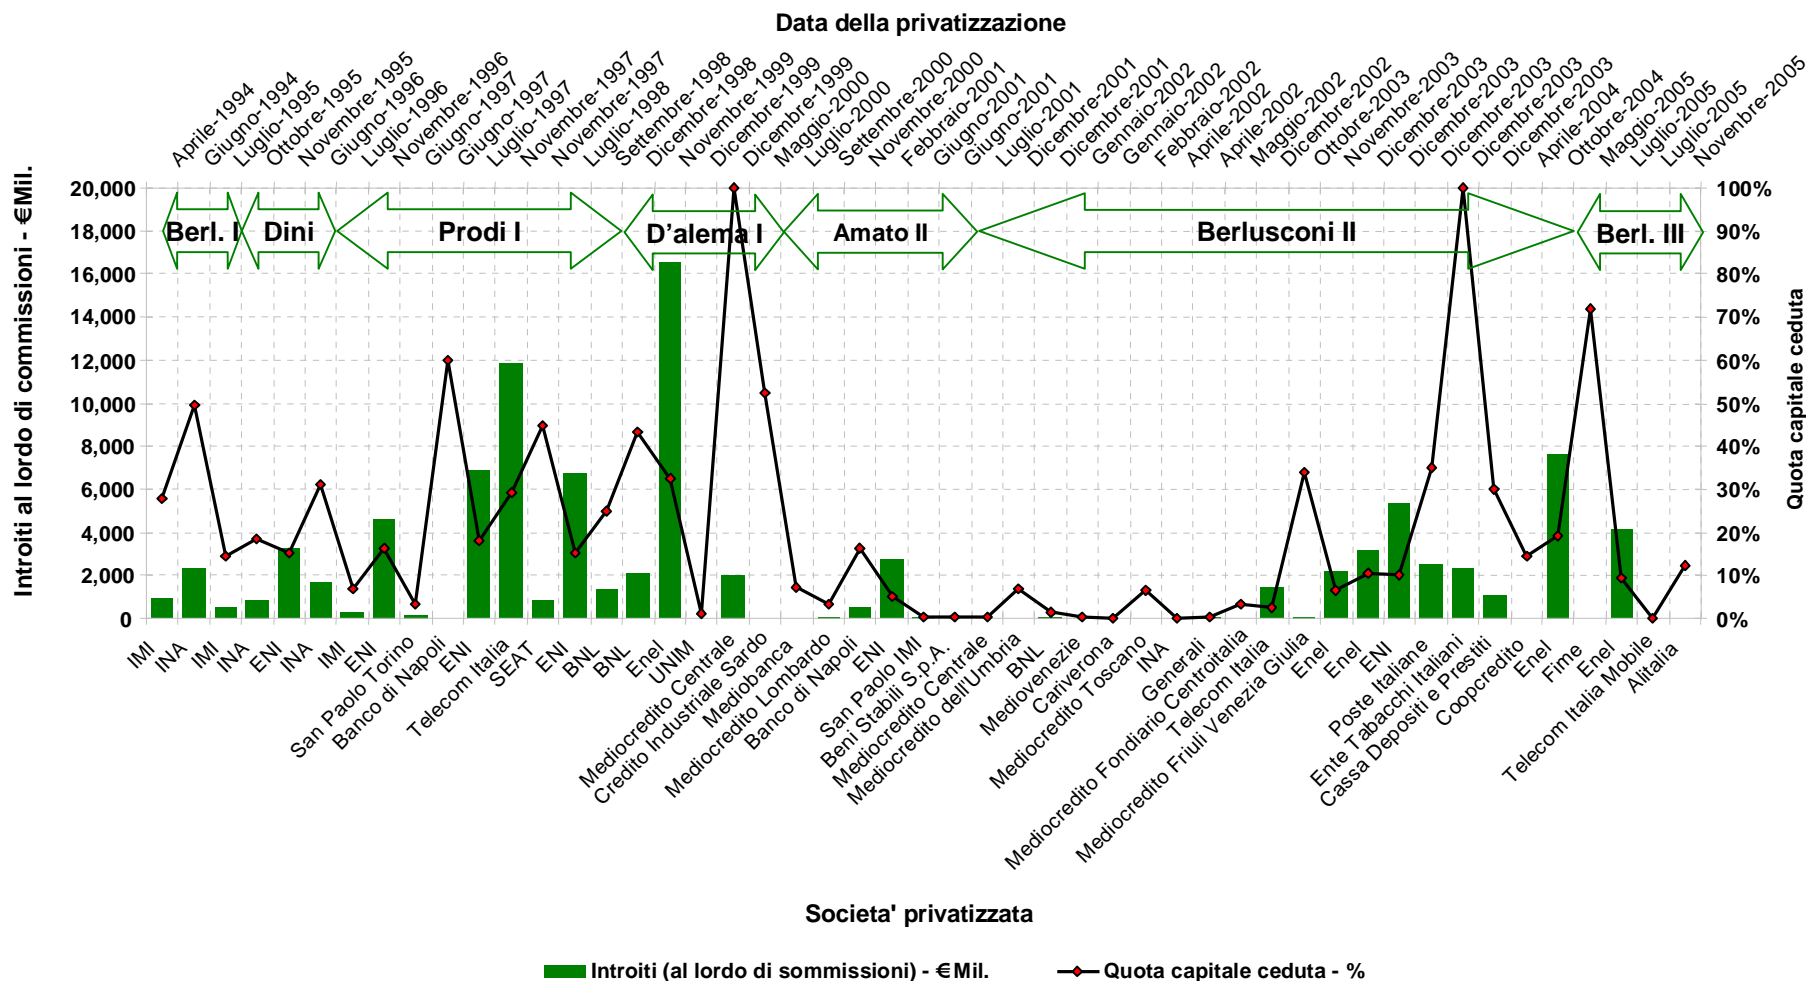 Data della privatizzazione
Aprile-1994
Giugno-1994
Luglio-1995
Ottobre-1995
Novembre-1995
Giugno-1996
Luglio-1996
Novembre-1996
Giugno-1997
Giugno-1997
Luglio-1997
Novembre-1997
Novembre-1997
Luglio-1998
Settembre-1998
Dicembre-1998
Novembre-1999
Dicembre-1999
Dicembre-1999
Maggio-2000
Luglio-2000
Settembre-2000
Novembre-2000
Febbraio-2001
Giugno-2001
Giugno-2001
Luglio-2001
Dicembre-2001
Dicembre-2001
Gennaio-2002
Gennaio-2002
Febbraio-2002
Aprile-2002
Aprile-2002
Maggio-2002
Dicembre-2002
Ottobre-2003
Novembre-2003
Dicembre-2003
Dicembre-2003
Dicembre-2003
Dicembre-2003
Dicembre-2003
Aprile-2004
Ottobre-2004
Maggio-2005
Luglio-2005
Luglio-2005
Novembre-2005
Introiti al lordo di commissioni - €Mil.
20,000
18,000
16,000
14,000
12,000
10,000
8,000
6,000
4,000
2,000
0
Berl. I
Dini
Prodi I
D’alema I
Amato II
Berlusconi II
Berl. III
100%
90%
80%
70%
60%
50%
40%
30%
20%
10%
0%
Quota capitale ceduta
IMI
INA
IMI
INA
ENI
INA
IMI
ENI
San Paolo Torino
Banco di Napoli
ENI
Telecom Italia
SEAT
ENI
BNL
BNL
Enel
UNIM
Mediocredito Centrale
Credito Industriale Sardo
Mediobanca
Mediocredito Lombardo
Banco di Napoli
ENI
San Paolo IMI
Beni Stabili S.p.A.
Mediocredito Centrale
Mediocredito dell'Umbria
BNL
Mediovenezie
Cariverona
Mediocredito Toscano
INA
Generali
Mediocredito Fondiario Centroitalia
Telecom Italia
Mediocredito Friuli Venezia Giulia
Enel
Enel
ENI
Poste Italiane
Ente Tabacchi Italiani
Cassa Depositi e Prestiti
Coopcredito
Enel
Fime
Enel
Telecom Italia Mobile
Alitalia
Societa' privatizzata
Introiti (al lordo di sommissioni) - €Mil.
Quota capitale ceduta - %